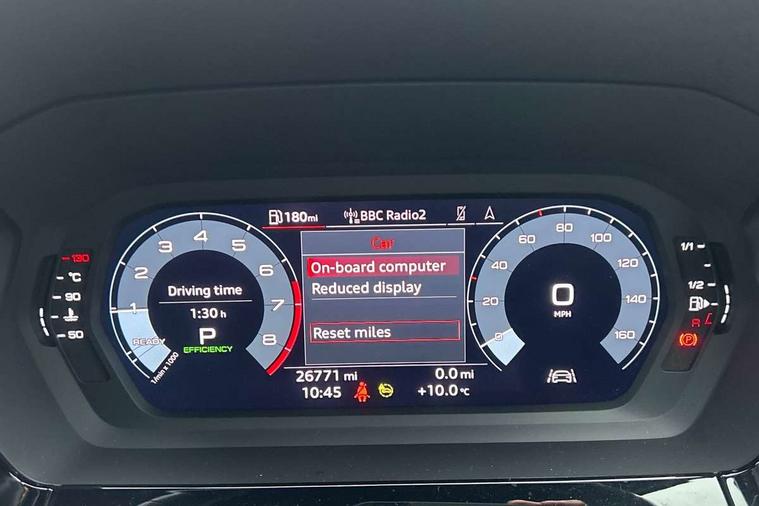 180mi
BBC Radio2
Car
On-board computer
Reduced display
Reset miles
26771 mi
0.0 mi
10:45
+10.0 °C
Driving time
1:30 h
P
EFFICIENCY
READY
1
2
3
4
5
6
7
8
1/min x 1000
0
MPH
0
20
40
60
80
100
120
140
160
130
°C
90
50
1/1
1/2
R
(P)